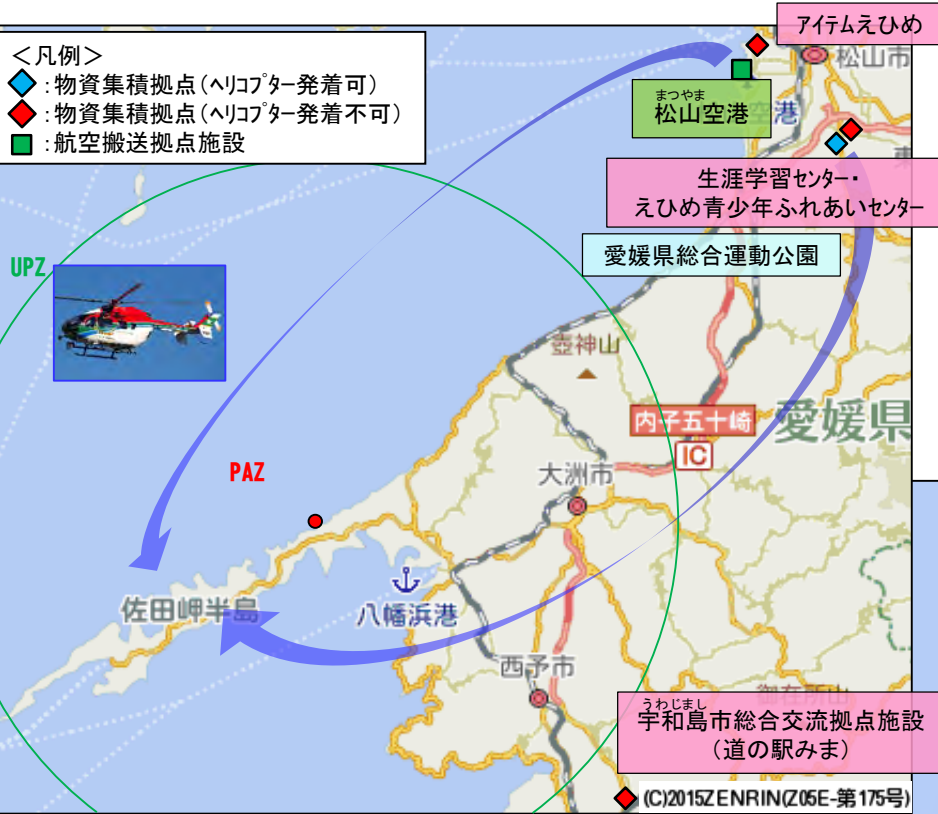 アイテムえひめ
<凡例>
:物資集積拠点(ヘリコプター発着可)
:物資集積拠点(ヘリコプター発着不可)
:航空搬送拠点施設
松山市
まつやま
松山空港
空港
東
生涯学習センター・
えひめ青少年ふれあいセンター
愛媛県総合運動公園
UPZ
壺神山
内子五十崎
IC
愛媛県
PAZ
大洲市
佐田岬半島
八幡浜港
西予市
御在所山
うわじまし
宇和島市総合交流拠点施設
(道の駅みま)
(C)2015ZENRIN(Z05E-第175号)